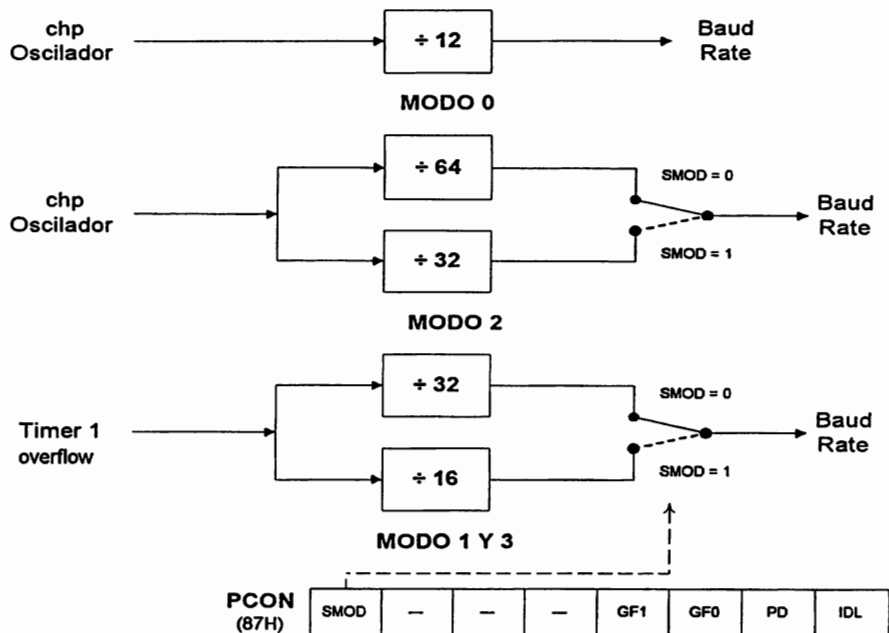 chp
Oscilador
÷ 12
Baud
Rate
MODO 0
÷ 64
SMOD = 0
chp
Oscilador
Baud
Rate
÷ 32
SMOD = 1
MODO 2
÷ 32
SMOD = 0
Timer 1
overflow
Baud
Rate
÷ 16
SMOD = 1
MODO 1 Y 3
PCON
(87H)
SMOD — — — GF1 GF0 PD IDL